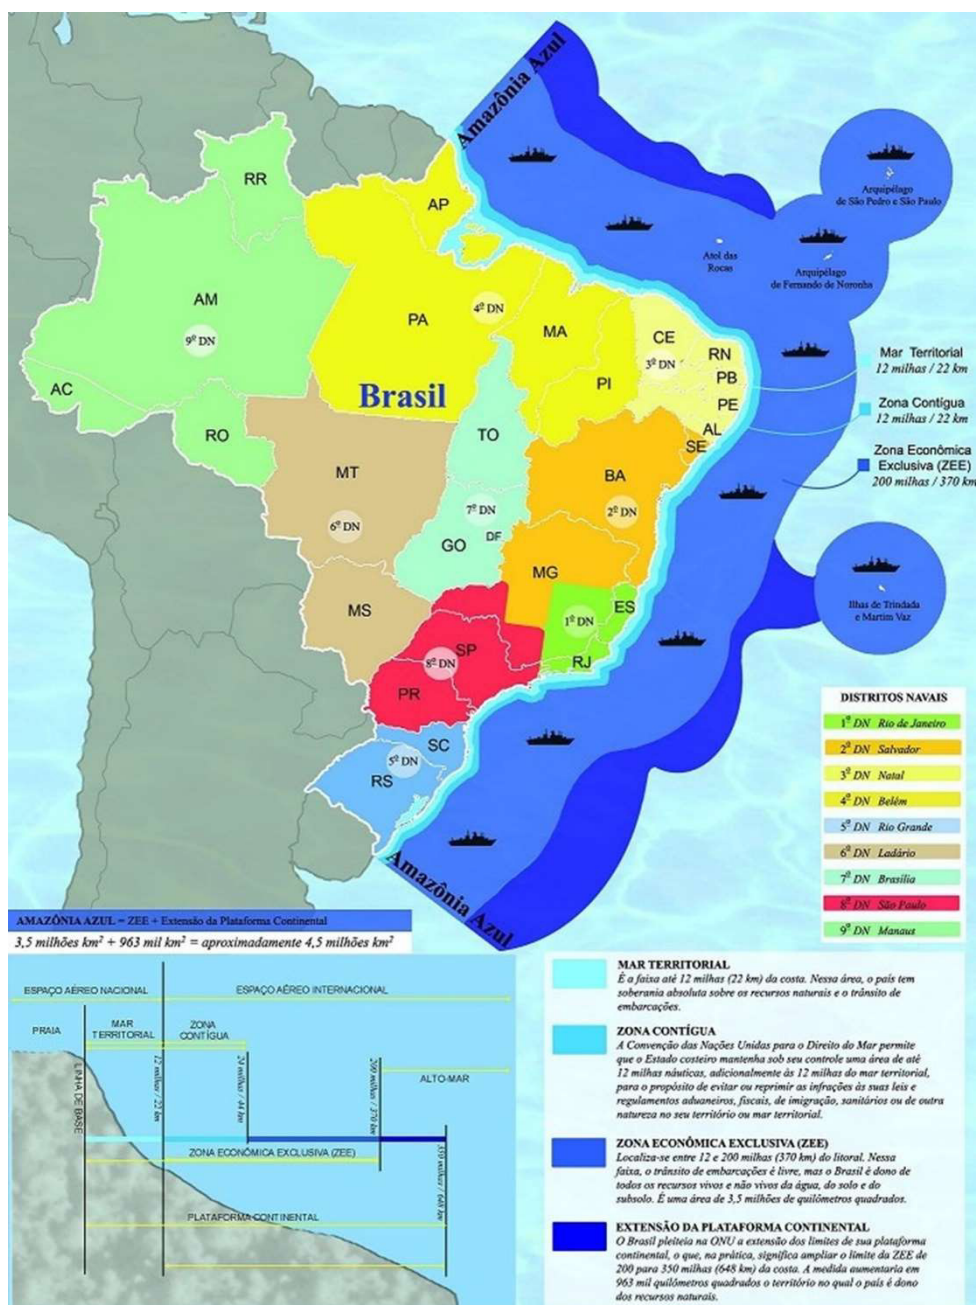 Amazônia Azul
RR
AP
AM
9º DN
PA
4º DN
MA
CE
3º DN
RN
PB
PE
AL
SE
PI
AC
RO
Brasil
TO
MT
6º DN
BA
2º DN
7º DN
GO
DF
MG
MS
ES
1º DN
RJ
SP
8º DN
PR
SC
5º DN
RS
Amazônia Azul
Arquipélago
de São Pedro e São Paulo
Atol das
Rocas
Arquipélago
de Fernando de Noronha
Mar Territorial
12 milhas / 22 km
Zona Contígua
12 milhas / 22 km
Zona Econômica
Exclusiva (ZEE)
200 milhas / 370 km
Ilhas de Trindada
e Martim Vaz
DISTRITOS NAVAIS
1º DN Rio de Janeiro
2º DN Salvador
3º DN Natal
4º DN Belém
5º DN Rio Grande
6º DN Ladário
7º DN Brasília
8º DN São Paulo
9º DN Manaus
AMAZÔNIA AZUL = ZEE + Extensão da Plataforma Continental
3,5 milhões km² + 963 mil km² = aproximadamente 4,5 milhões km²
ESPAÇO AÉREO NACIONAL
ESPAÇO AÉREO INTERNACIONAL
PRAIA
MAR
TERRITORIAL
ZONA
CONTÍGUA
ALTO-MAR
LINHA DE BASE
12 milhas / 22 km
24 milhas / 44 km
200 milhas / 370 km
350 milhas / 648 km
ZONA ECONÔMICA EXCLUSIVA (ZEE)
PLATAFORMA CONTINENTAL
MAR TERRITORIAL
É a faixa até 12 milhas (22 km) da costa. Nessa área, o país tem
soberania absoluta sobre os recursos naturais e o trânsito de
embarcações.
ZONA CONTÍGUA
A Convenção das Nações Unidas para o Direito do Mar permite
que o Estado costeiro mantenha sob seu controle uma área de até
12 milhas náuticas, adicionalmente às 12 milhas do mar territorial,
para o propósito de evitar ou reprimir as infrações às suas leis e
regulamentos aduaneiros, fiscais, de imigração, sanitários ou de outra
natureza no seu território ou mar territorial.
ZONA ECONÔMICA EXCLUSIVA (ZEE)
Localiza-se entre 12 e 200 milhas (370 km) do litoral. Nessa
faixa, o trânsito de embarcações é livre, mas o Brasil é dono de
todos os recursos vivos e não vivos da água, do solo e do
subsolo. É uma área de 3,5 milhões de quilômetros quadrados.
EXTENSÃO DA PLATAFORMA CONTINENTAL
O Brasil pleiteia na ONU a extensão dos limites de sua plataforma
continental, o que, na prática, significa ampliar o limite da ZEE de
200 para 350 milhas (648 km) da costa. A medida aumentaria em
963 mil quilômetros quadrados o território no qual o país é dono
dos recursos naturais.